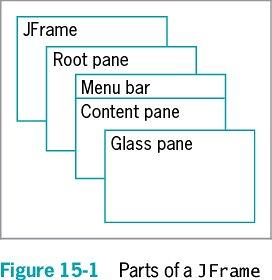 JFrame
Root pane
Menu bar
Content pane
Glass pane
Figure 15-1 Parts of a JFrame